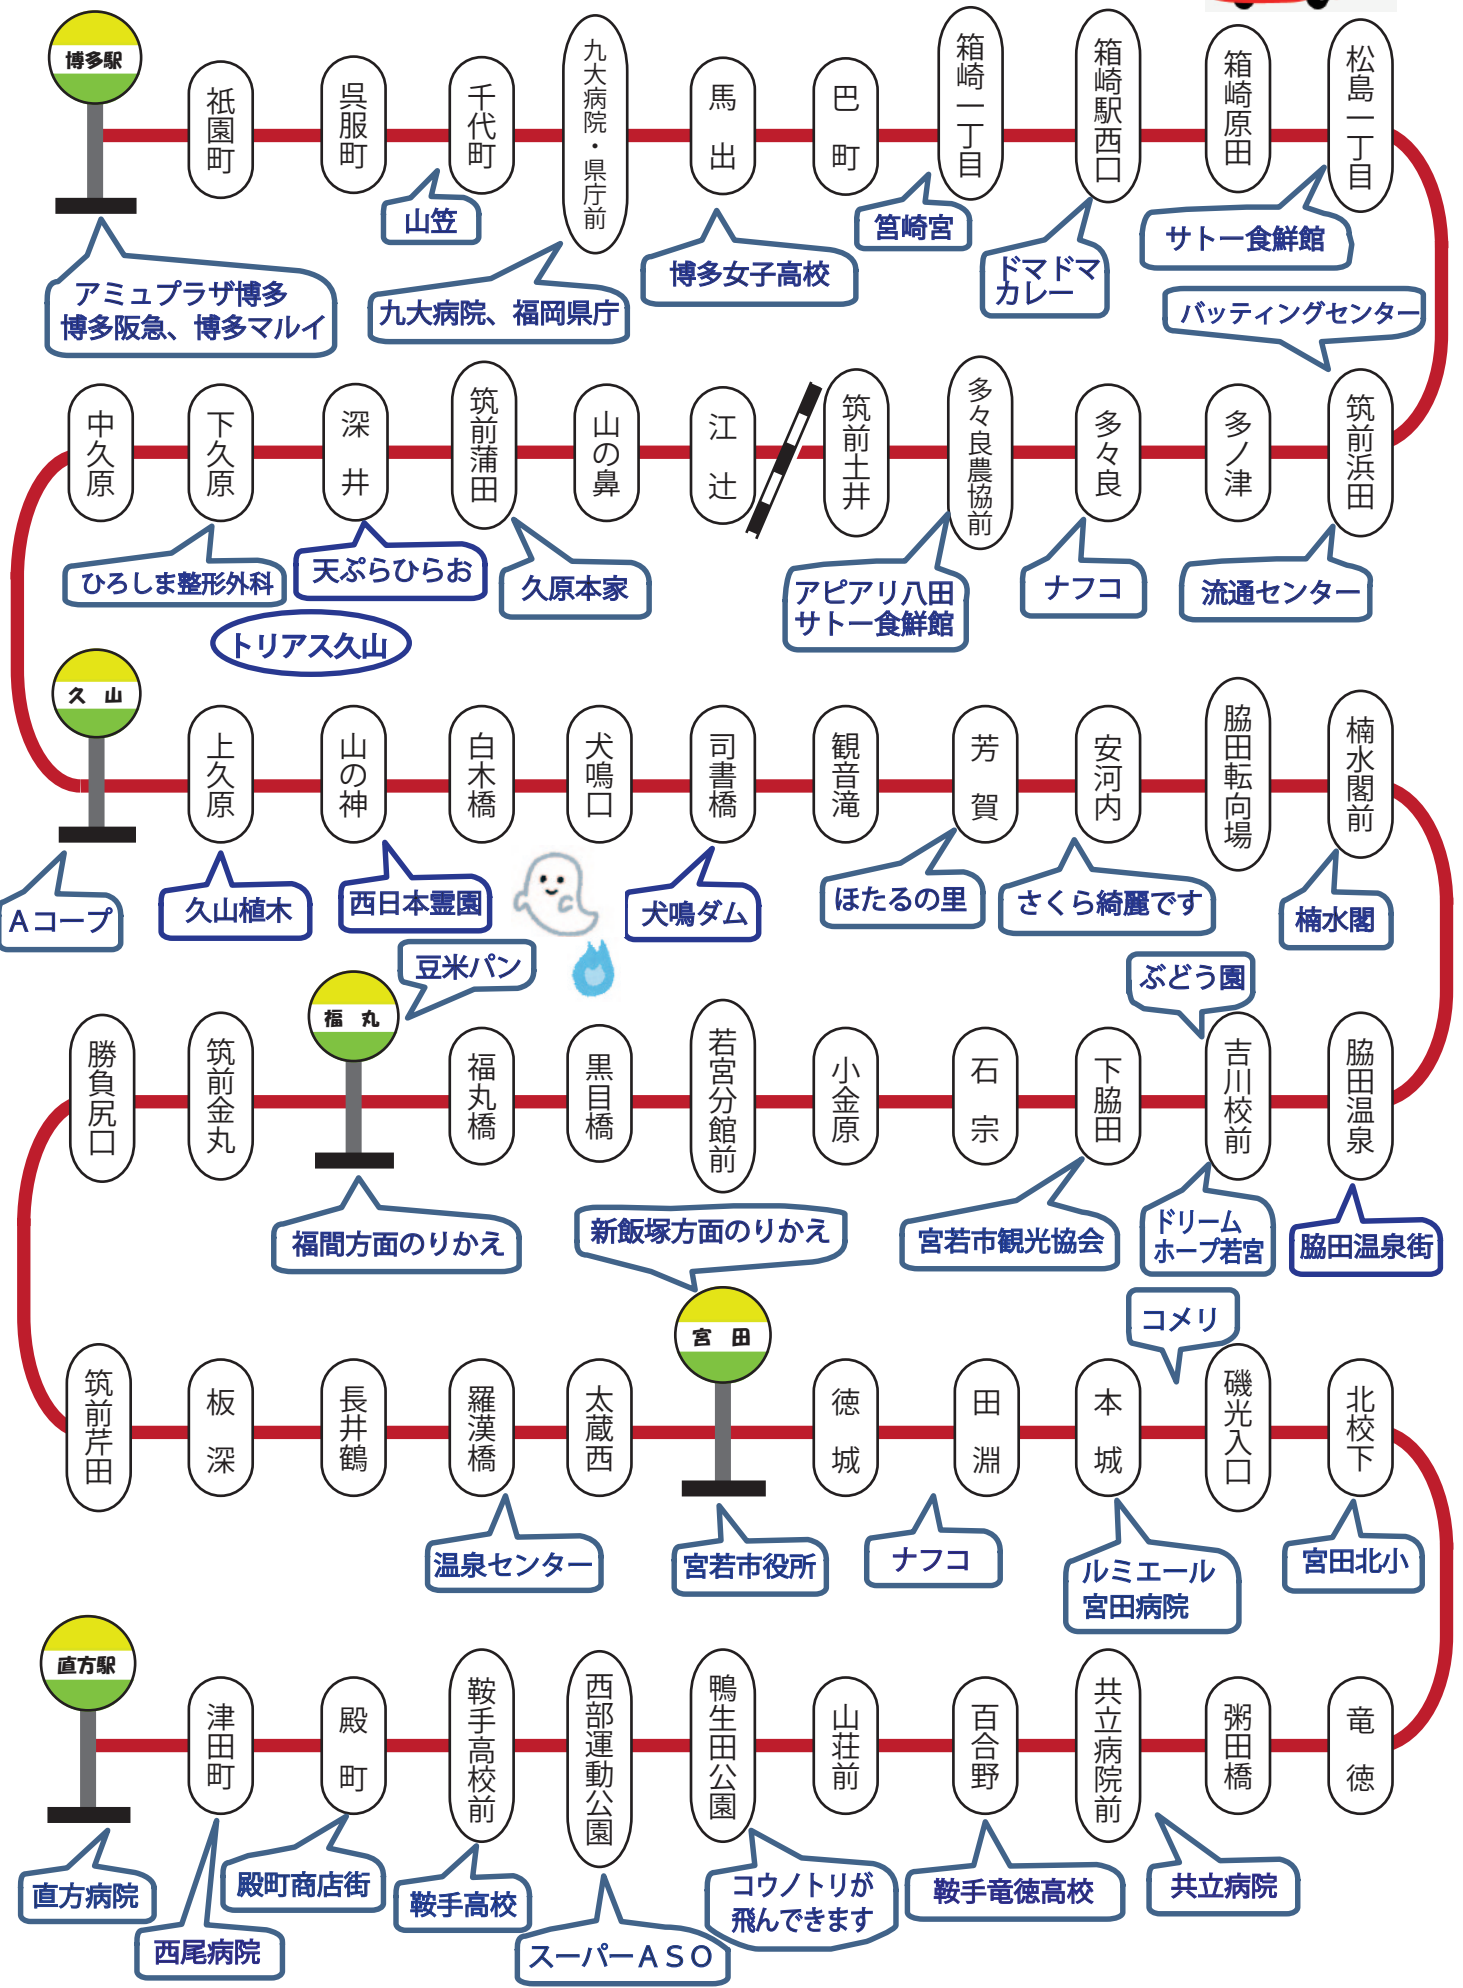 博多駅
祇園町
呉服町
千代町
九大病院・県庁前
馬出
巴町
箱崎一丁目
箱崎駅西口
箱崎原田
松島一丁目
山笠
筥崎宮
サトー食鮮館
博多女子高校
ドマドマ
カレー
アミュプラザ博多
博多阪急、博多マルイ
九大病院、福岡県庁
バッティングセンター
筑前浜田
多ノ津
多々良
多々良農協前
筑前土井
江辻
山の鼻
筑前蒲田
深井
下久原
中久原
流通センター
ナフコ
アピアリ八田
サトー食鮮館
久原本家
天ぷらひらお
ひろしま整形外科
トリアス久山
久山
上久原
山の神
白木橋
犬鳴口
司書橋
観音滝
芳賀
安河内
脇田転向場
楠水閣前
Aコープ
久山植木
西日本霊園
犬鳴ダム
ほたるの里
さくら綺麗です
楠水閣
豆米パン
ぶどう園
脇田温泉
吉川校前
下脇田
石宗
小金原
若宮分館前
黒目橋
福丸橋
福丸
筑前金丸
勝負尻口
脇田温泉街
ドリーム
ホープ若宮
宮若市観光協会
新飯塚方面のりかえ
福間方面のりかえ
コメリ
筑前芹田
板深
長井鶴
羅漢橋
太蔵西
宮田
徳城
田淵
本城
磯光入口
北校下
温泉センター
宮若市役所
ナフコ
ルミエール
宮田病院
宮田北小
竜徳
粥田橋
共立病院前
百合野
山荘前
鴨生田公園
西部運動公園
鞍手高校前
殿町
津田町
直方駅
共立病院
鞍手竜徳高校
コウノトリが
飛んできます
スーパーASO
鞍手高校
殿町商店街
西尾病院
直方病院